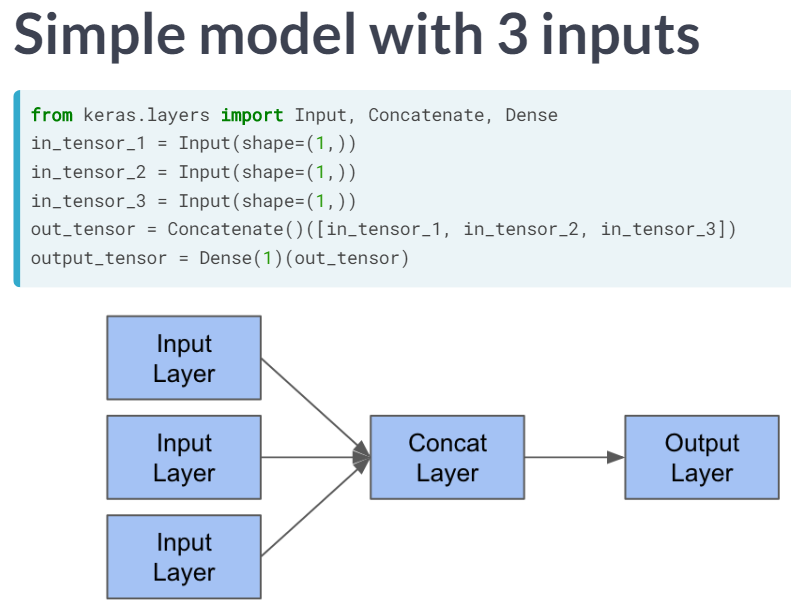 Simple model with 3 inputs
from keras.layers import Input, Concatenate, Dense
in_tensor_1 = Input(shape=(1,))
in_tensor_2 = Input(shape=(1,))
in_tensor_3 = Input(shape=(1,))
out_tensor = Concatenate()([in_tensor_1, in_tensor_2, in_tensor_3])
output_tensor = Dense(1)(out_tensor)
Input
Layer
Input
Layer
Input
Layer
Concat
Layer
Output
Layer